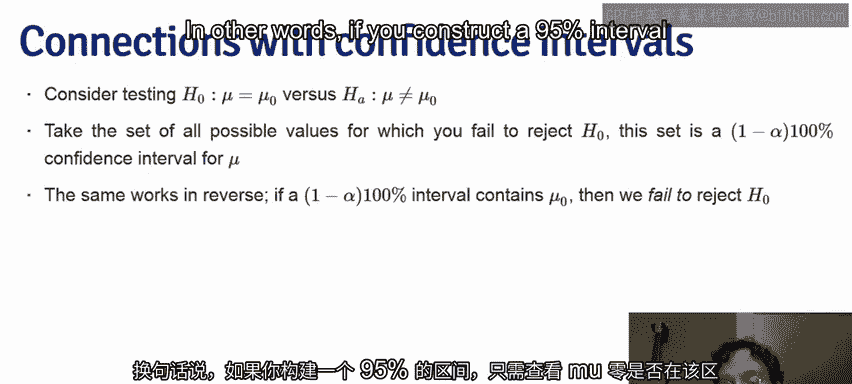 In other words, if you construct a 95% interval
Connections with confidence intervals
· Consider testing H₀ : μ = μ₀ versus Hₐ : μ ≠ μ₀
· Take the set of all possible values for which you fail to reject H₀, this set is a (1 − α)100%
confidence interval for μ
· The same works in reverse; if a (1 − α)100% interval contains μ₀, then we fail to reject H₀
换句话说，如果你构建一个 95% 的区间，只需查看 mu 零是否在该区